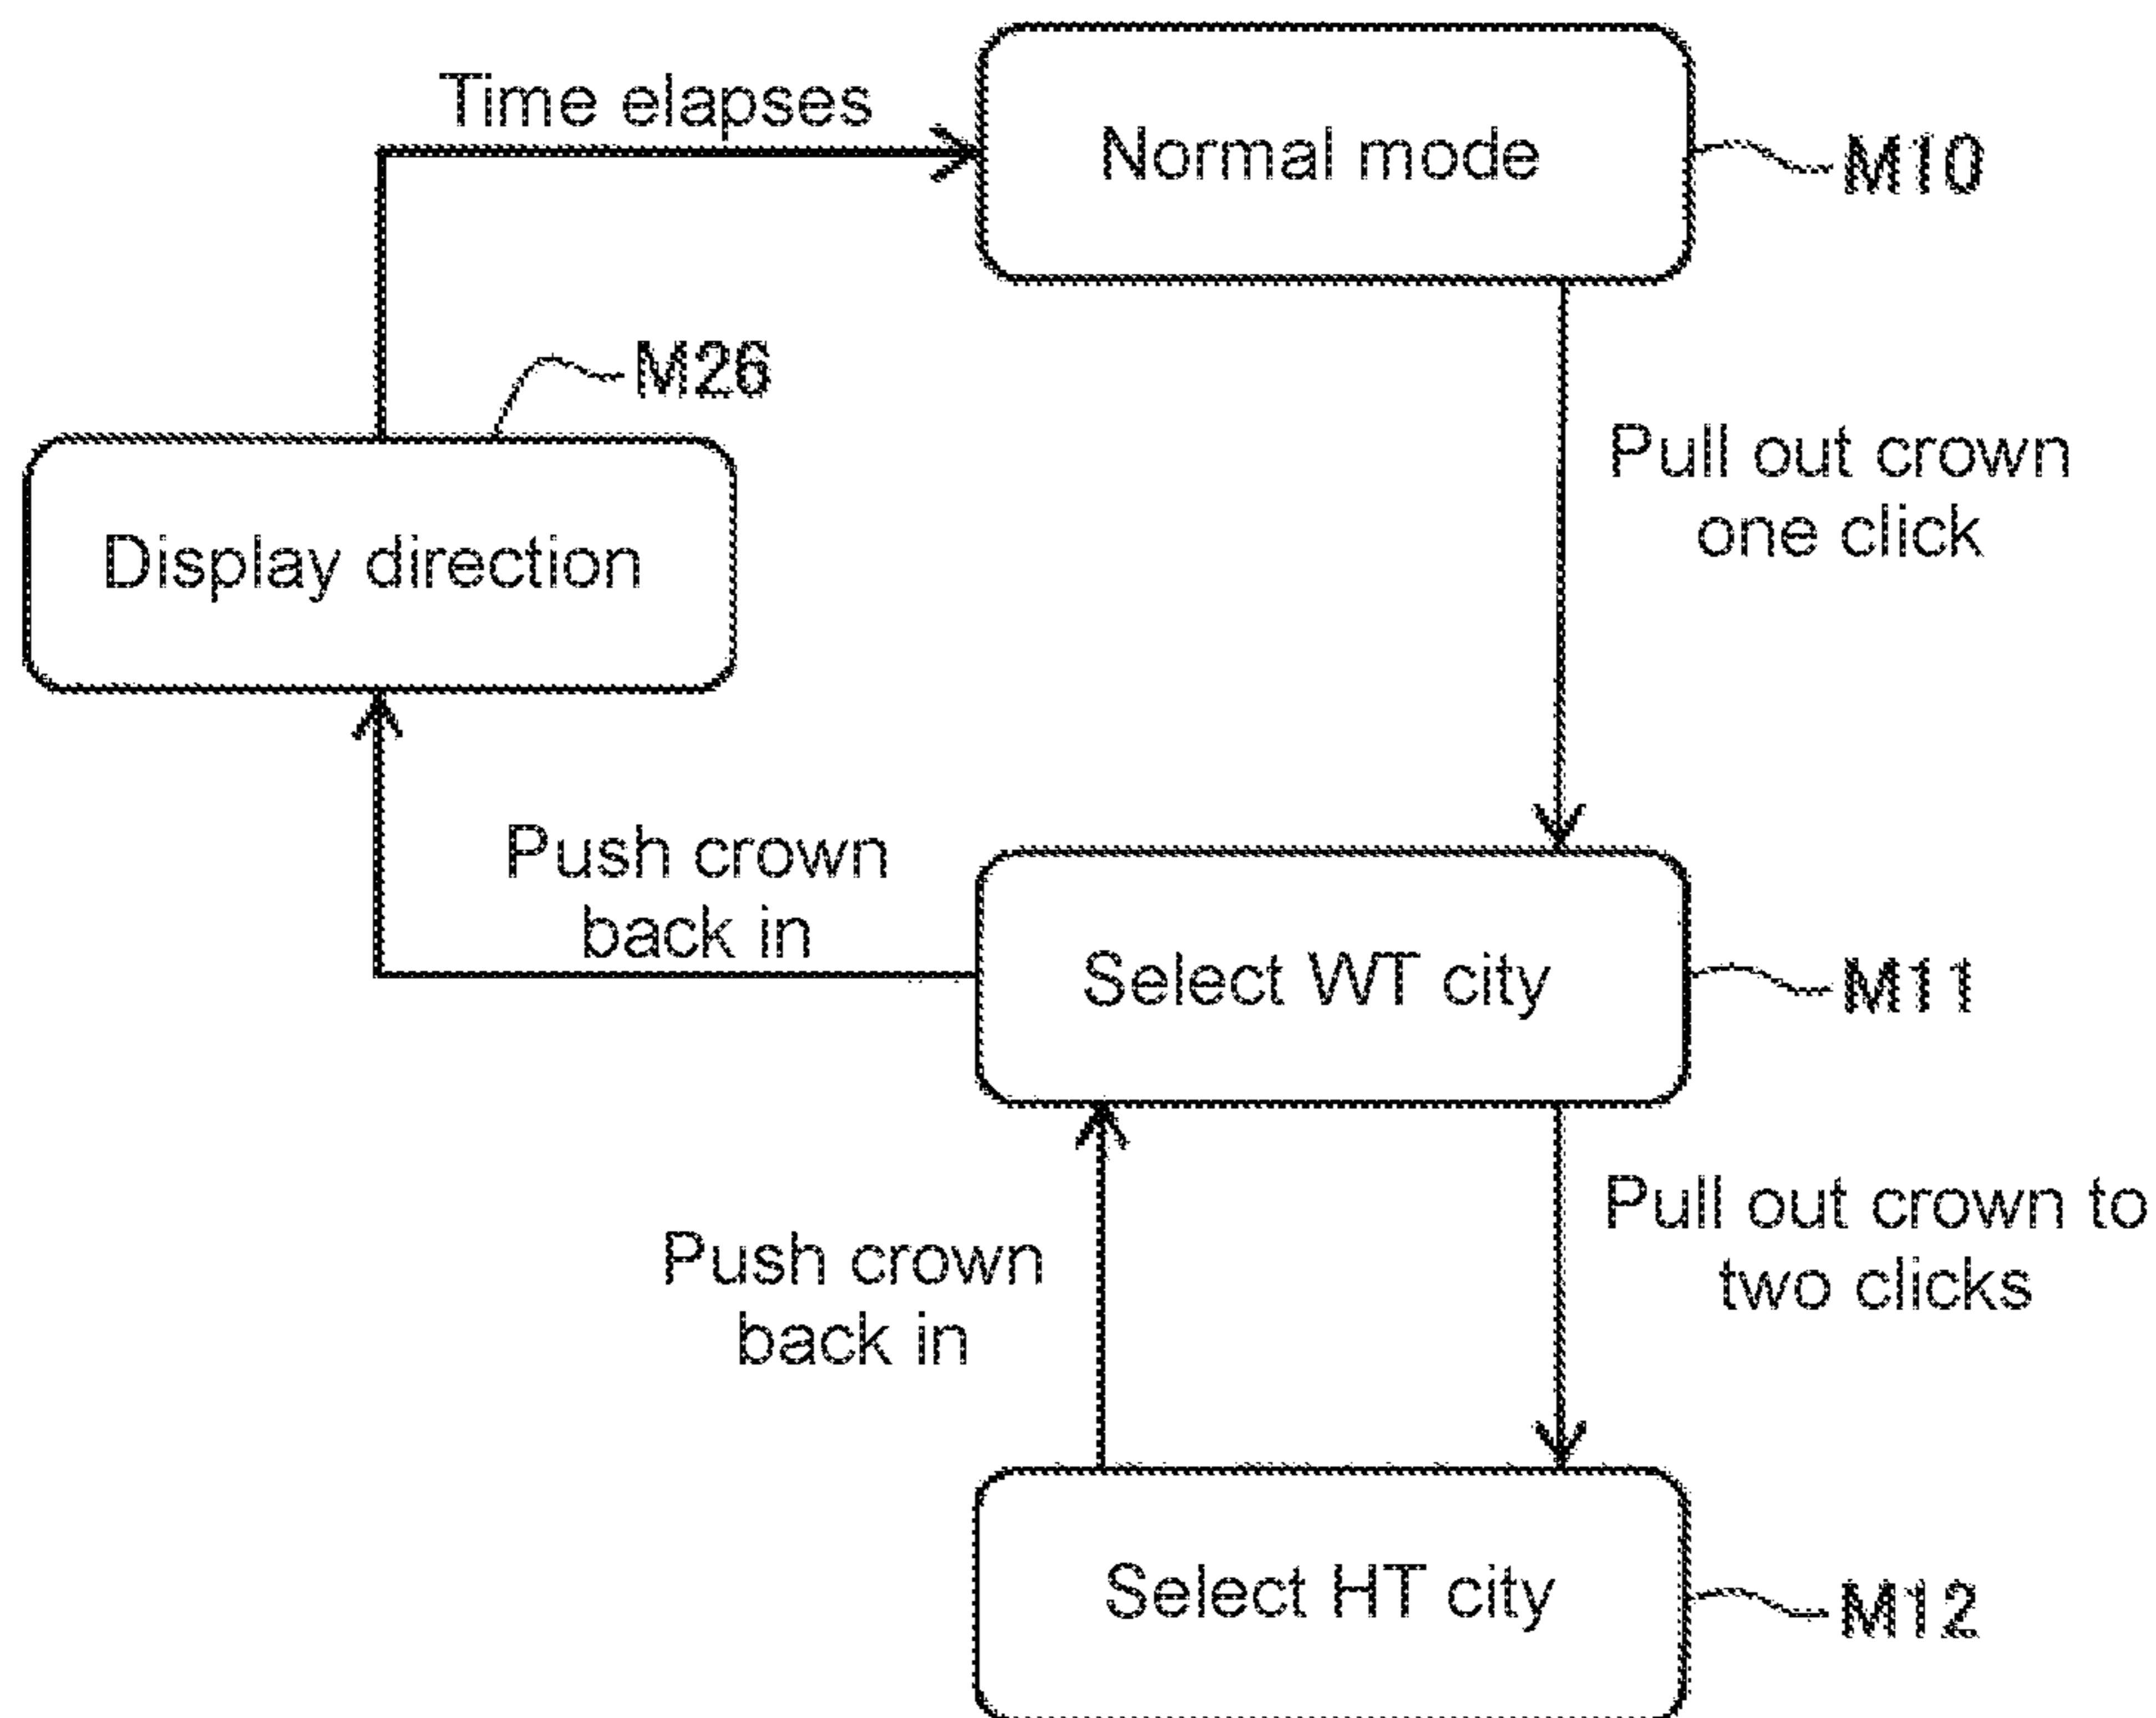 Time elapses
Normal mode
M10
M26
Pull out crown
one click
Display direction
Push crown
back in
Select WT city
M11
Pull out crown to
two clicks
Push crown
back in
Select HT city
M12